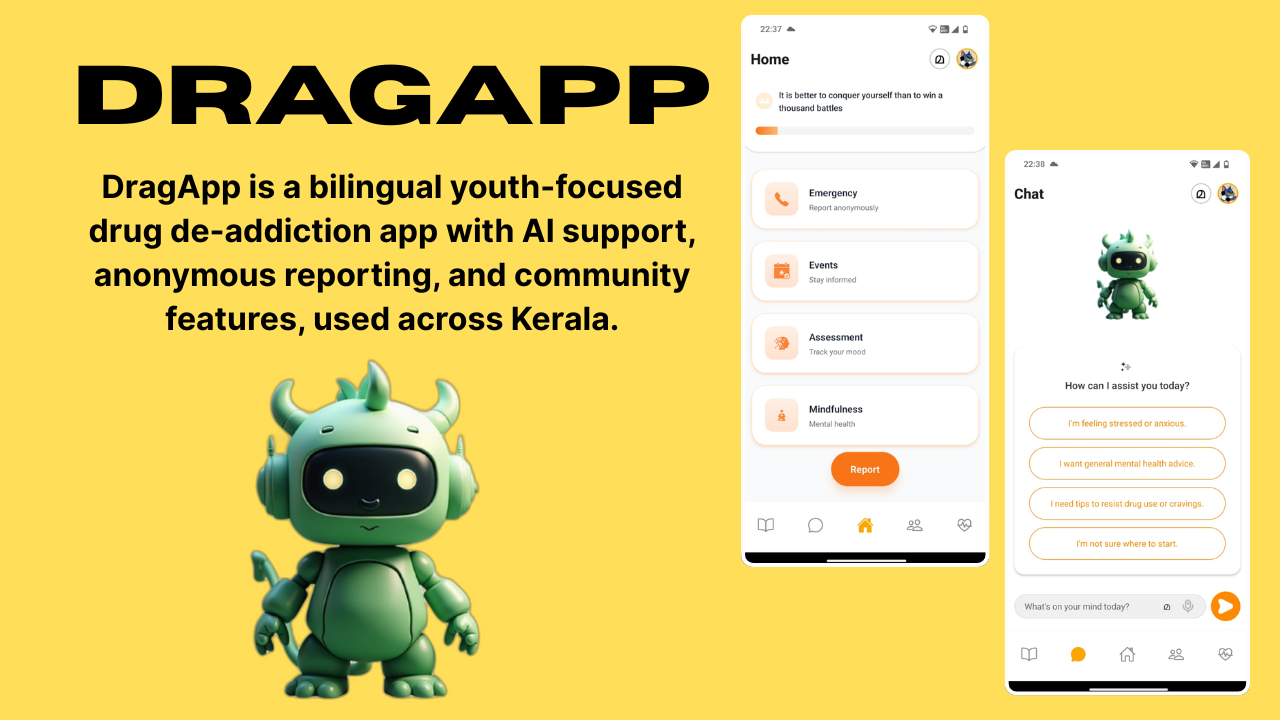 DRAGAPP
DragApp is a bilingual youth-focused
drug de-addiction app with AI support,
anonymous reporting, and community
features, used across Kerala.
22:37
Home
അ
It is better to conquer yourself than to win a
thousand battles
Emergency
Report anonymously
Events
Stay informed
Assessment
Track your mood
Mindfulness
Mental health
Report
22:38
Chat
അ
How can I assist you today?
I'm feeling stressed or anxious.
I want general mental health advice.
I need tips to resist drug use or cravings.
I'm not sure where to start.
What's on your mind today? അ